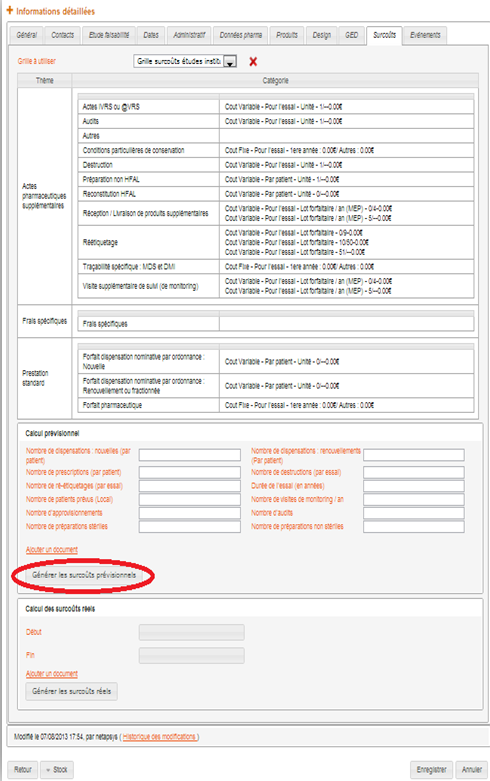 Informations détaillées
Général Contacts Etude faisabilité Dates Administratif Données pharma Produits Design GED Surcoûts Evénements
Grille à utiliser Grille surcoûts études instit
Thème Catégorie
Actes pharmaceutiques supplémentaires
Actes IVRS ou @VRS Cout Variable - Pour l'essai - Unité - 1/--0.00€
Audits Cout Variable - Pour l'essai - Unité - 1/--0.00€
Autres
Conditions particulières de conservation Cout Fixe - Pour l'essai - 1ere année : 0.00€/ Autres : 0.00€
Destruction Cout Variable - Pour l'essai - Unité - 1/--0.00€
Préparation non HFAL Cout Variable - Par patient - Unité - 1/--0.00€
Reconstitution HFAL Cout Variable - Par patient - Unité - 0/--0.00€
Réception / Livraison de produits supplémentaires Cout Variable - Pour l'essai - Lot forfaitaire / an (MEP) - 0/4-0.00€
Cout Variable - Pour l'essai - Lot forfaitaire / an (MEP) - 5/--0.00€
Réétiquetage Cout Variable - Pour l'essai - Lot forfaitaire - 0/9-0.00€
Cout Variable - Pour l'essai - Lot forfaitaire - 10/50-0.00€
Cout Variable - Pour l'essai - Lot forfaitaire - 51/--0.00€
Traçabilité spécifique : MDS et DMI Cout Fixe - Pour l'essai - 1ere année : 0.00€/ Autres : 0.00€
Visite supplémentaire de suivi (de monitoring) Cout Variable - Pour l'essai - Lot forfaitaire / an (MEP) - 0/4-0.00€
Cout Variable - Pour l'essai - Lot forfaitaire / an (MEP) - 5/--0.00€
Frais spécifiques Frais spécifiques
Prestation standard
Forfait dispensation nominative par ordonnance : Nouvelle Cout Variable - Par patient - Unité - 0/--0.00€
Forfait dispensation nominative par ordonnance : Renouvellement ou fractionnée Cout Variable - Par patient - Unité - 0/--0.00€
Forfait pharmaceutique Cout Fixe - Pour l'essai - 1ere année : 0.00€/ Autres : 0.00€
Calcul prévisionnel
Nombre de dispensations : nouvelles (par patient) Nombre de dispensations : renouvellements (Par patient)
Nombre de prescriptions (par patient) Nombre de destructions (par essai)
Nombre de ré-étiquetages (par essai) Durée de l'essai (en années)
Nombre de patients prévus (Local) Nombre de visites de monitoring / an
Nombre d'approvisionnements Nombre d'audits
Nombre de préparations stériles Nombre de préparations non stériles
Ajouter un document
Générer les surcoûts prévisionnels
Calcul des surcoûts réels
Début
Fin
Ajouter un document
Générer les surcoûts réels
Modifié le 07/08/2013 17:54, par netapsys ( Historique des modifications )
Retour Stock Enregistrer Annuler